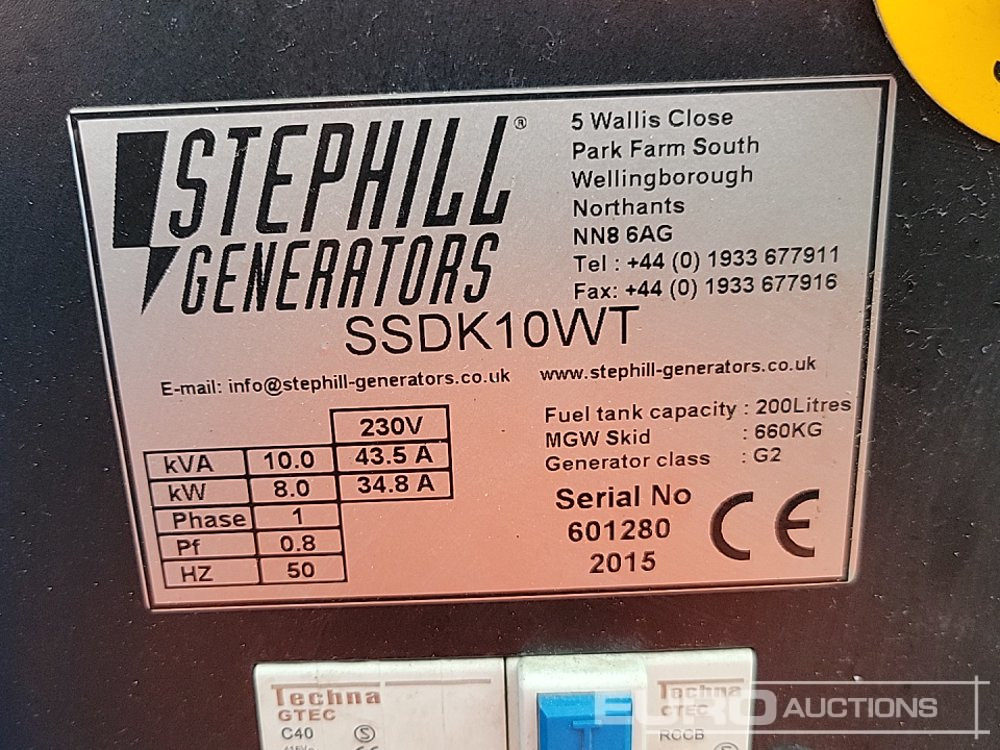 STEPHILL®
GENERATORS
5 Wallis Close
Park Farm South
Wellingborough
Northants
NN8 6AG
Tel : +44 (0) 1933 677911
Fax: +44 (0) 1933 677916
SSDK10WT
E-mail: info@stephill-generators.co.uk www.stephill-generators.co.uk
230V
kVA 10.0 43.5 A
kW 8.0 34.8 A
Phase 1
Pf 0.8
HZ 50
Fuel tank capacity : 200Litres
MGW Skid : 660KG
Generator class : G2
Serial No
601280
2015
CE
Techna
GTEC
C40
S
Techna
GTEC
RCCB
S
EURO AUCTIONS